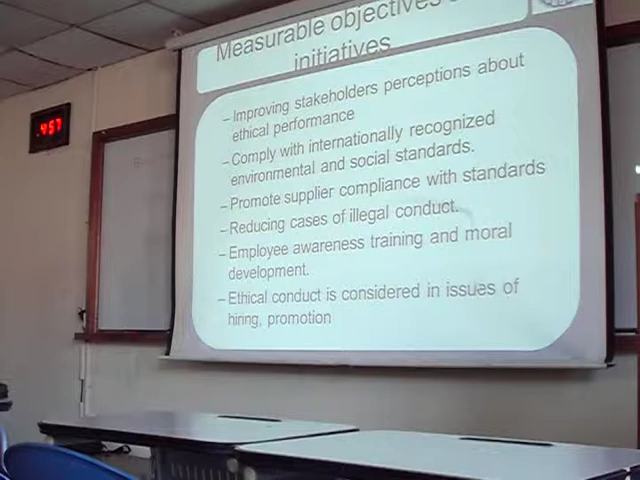 Measurable objectives
initiatives
– Improving stakeholders perceptions about
ethical performance
– Comply with internationally recognized
environmental and social standards.
– Promote supplier compliance with standards
– Reducing cases of illegal conduct.
– Employee awareness training and moral
development.
– Ethical conduct is considered in issues of
hiring, promotion
4:57